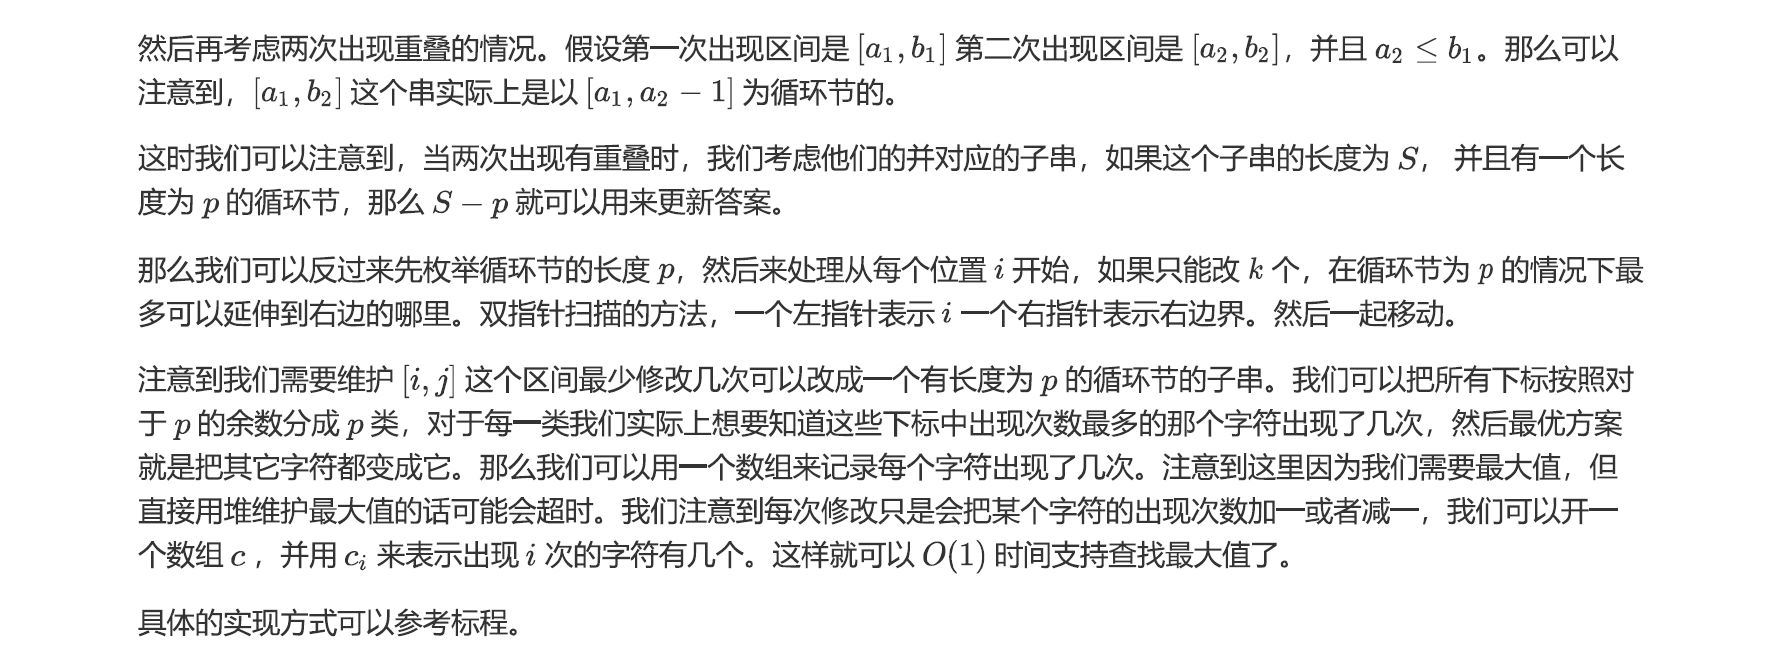 然后再考虑两次出现重叠的情况。假设第一次出现区间是 [a₁, b₁] 第二次出现区间是 [a₂, b₂]，并且 a₂ ≤ b₁。那么可以
注意到，[a₁, b₂] 这个串实际上是以 [a₁, a₂ − 1] 为循环节的。
这时我们可以注意到，当两次出现有重叠时，我们考虑他们的并对应的子串，如果这个子串的长度为 S， 并且有一个长
度为 p 的循环节，那么 S − p 就可以用来更新答案。
那么我们可以反过来先枚举循环节的长度 p，然后来处理从每个位置 i 开始，如果只能改 k 个，在循环节为 p 的情况下最
多可以延伸到右边的哪里。双指针扫描的方法，一个左指针表示 i 一个右指针表示右边界。然后一起移动。
注意到我们需要维护 [i, j] 这个区间最少修改几次可以改成一个有长度为 p 的循环节的子串。我们可以把所有下标按照对
于 p 的余数分成 p 类，对于每一类我们实际上想要知道这些下标中出现次数最多的那个字符出现了几次，然后最优方案
就是把其它字符都变成它。那么我们可以用一个数组来记录每个字符出现了几次。注意到这里因为我们需要最大值，但
直接用堆维护最大值的话可能会超时。我们注意到每次修改只是会把某个字符的出现次数加一或者减一，我们可以开一
个数组 c ，并用 cᵢ 来表示出现 i 次的字符有几个。这样就可以 O(1) 时间支持查找最大值了。
具体的实现方式可以参考标程。